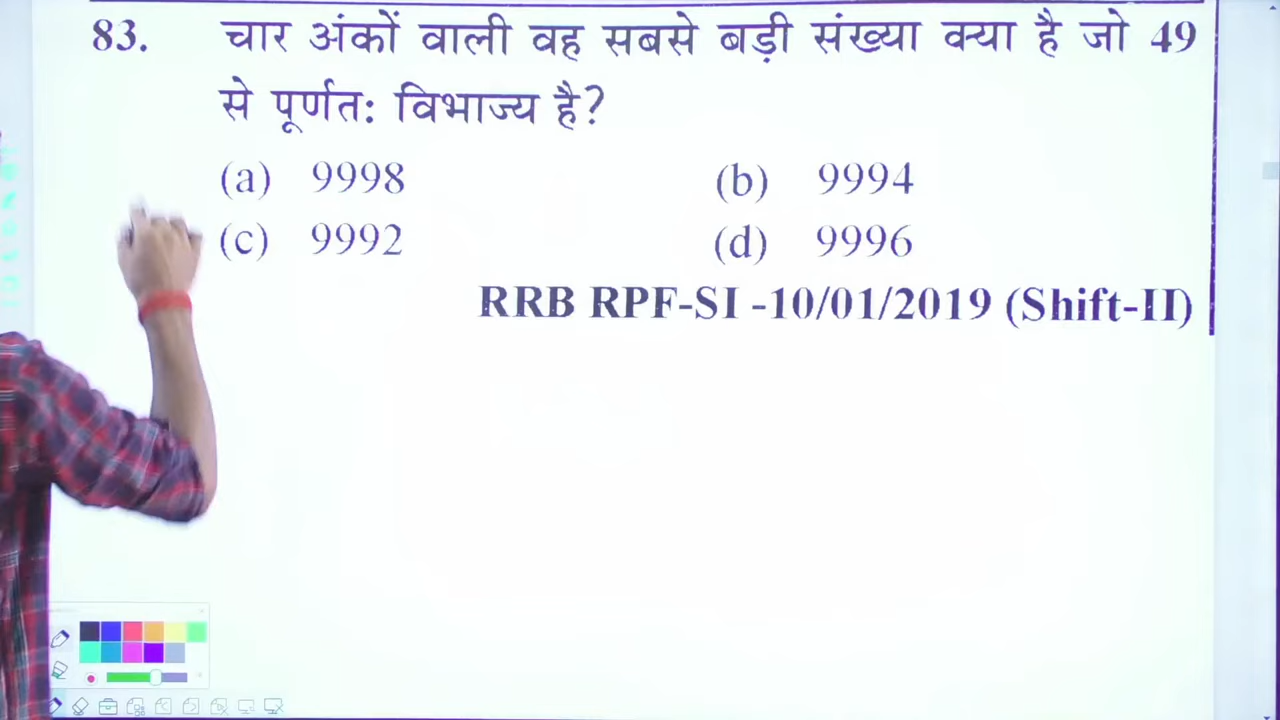 83. चार अंकों वाली वह सबसे बड़ी संख्या क्या है जो 49
से पूर्णत: विभाज्य है?
(a) 9998 (b) 9994
(c) 9992 (d) 9996
RRB RPF-SI -10/01/2019 (Shift-II)